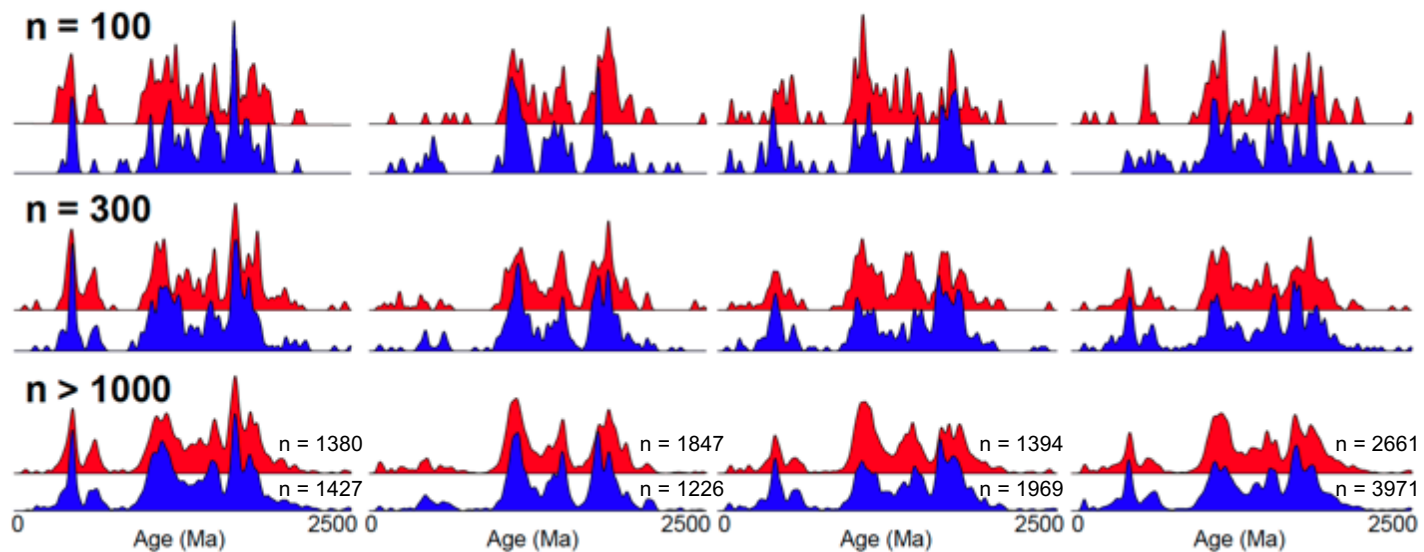 n = 100
n = 300
n > 1000
n = 1380
n = 1847
n = 1394
n = 2661
n = 1427
n = 1226
n = 1969
n = 3971
0 2500 0 2500 0 2500 0 2500
Age (Ma) Age (Ma) Age (Ma) Age (Ma)